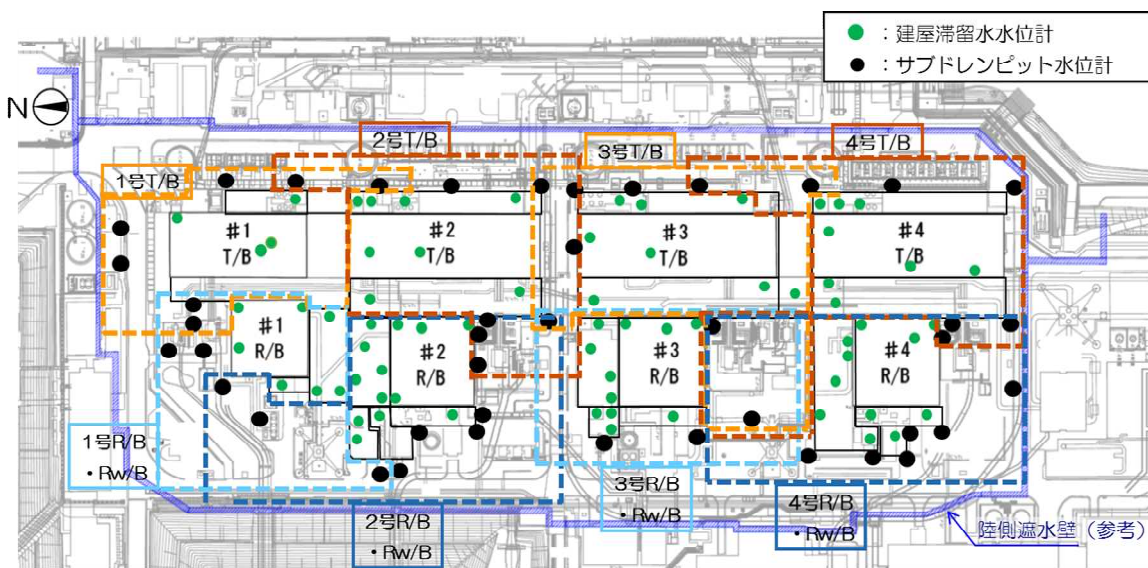 ●：建屋滞留水水位計
●：サブドレンピット水位計
N
2号T/B
3号T/B
4号T/B
1号T/B
#1
T/B
#2
T/B
#3
T/B
#4
T/B
#1
R/B
#2
R/B
#3
R/B
#4
R/B
1号R/B
・Rw/B
2号R/B
・Rw/B
3号R/B
・Rw/B
4号R/B
・Rw/B
陸側遮水壁（参考）